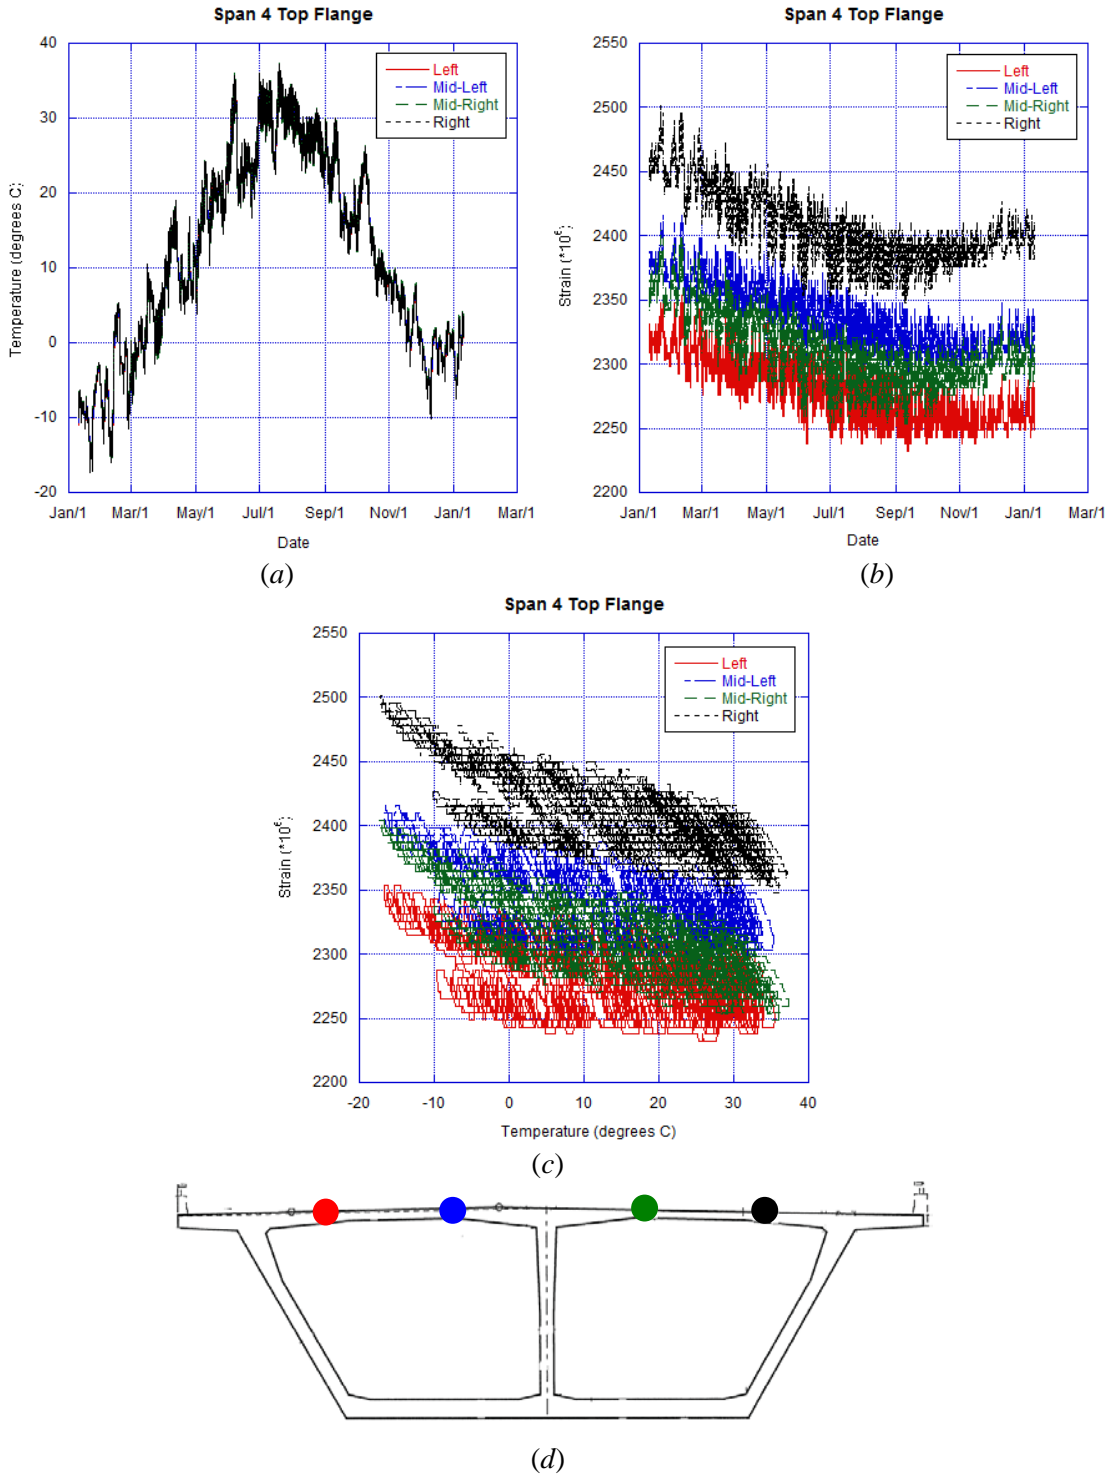 Span 4 Top Flange
40
30
20
10
0
-10
-20
Temperature (degrees C)
Left
Mid-Left
Mid-Right
Right
Jan/1 Mar/1 May/1 Jul/1 Sep/1 Nov/1 Jan/1 Mar/1
Date
(a)
Span 4 Top Flange
2550
2500
2450
2400
2350
2300
2250
2200
Strain (*10⁶)
Left
Mid-Left
Mid-Right
Right
Jan/1 Mar/1 May/1 Jul/1 Sep/1 Nov/1 Jan/1 Mar/1
Date
(b)
Span 4 Top Flange
2550
2500
2450
2400
2350
2300
2250
2200
Strain (*10⁶)
Left
Mid-Left
Mid-Right
Right
-20 -10 0 10 20 30 40
Temperature (degrees C)
(c)
(d)